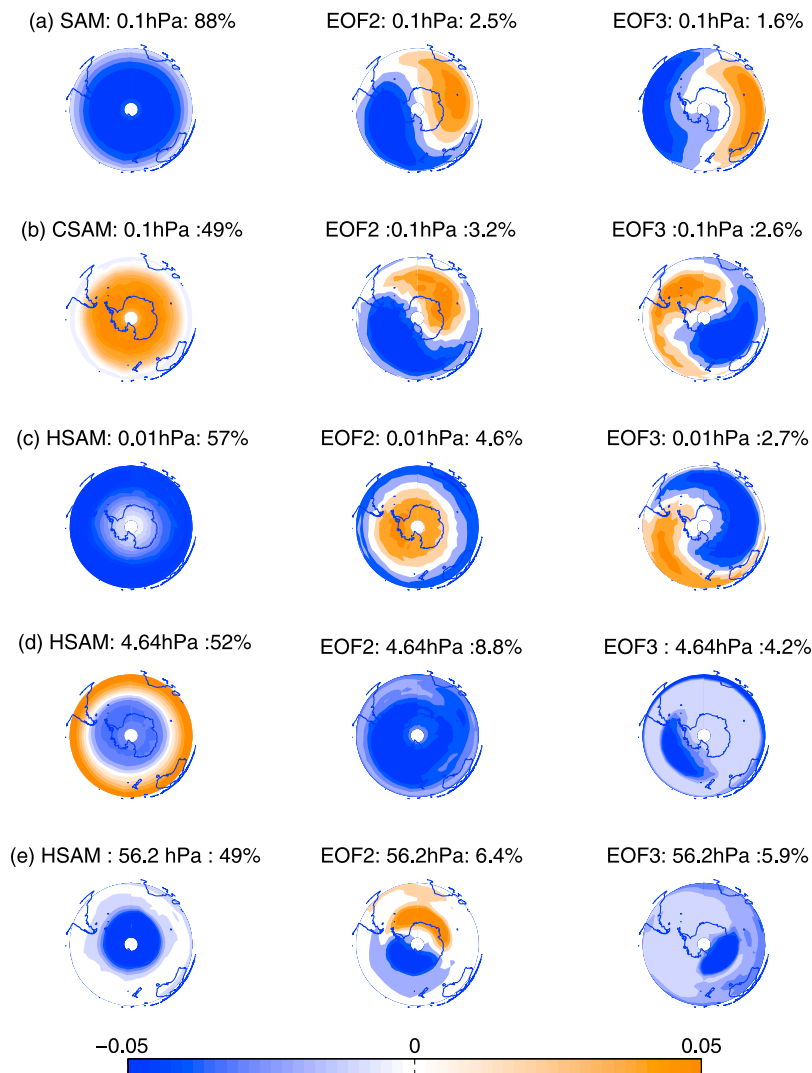 (a) SAM: 0.1hPa: 88% EOF2: 0.1hPa: 2.5% EOF3: 0.1hPa: 1.6%
(b) CSAM: 0.1hPa :49% EOF2 :0.1hPa :3.2% EOF3 :0.1hPa :2.6%
(c) HSAM: 0.01hPa: 57% EOF2: 0.01hPa: 4.6% EOF3: 0.01hPa :2.7%
(d) HSAM: 4.64hPa :52% EOF2: 4.64hPa :8.8% EOF3 : 4.64hPa :4.2%
(e) HSAM : 56.2 hPa : 49% EOF2: 56.2hPa: 6.4% EOF3: 56.2hPa :5.9%
−0.05 0 0.05